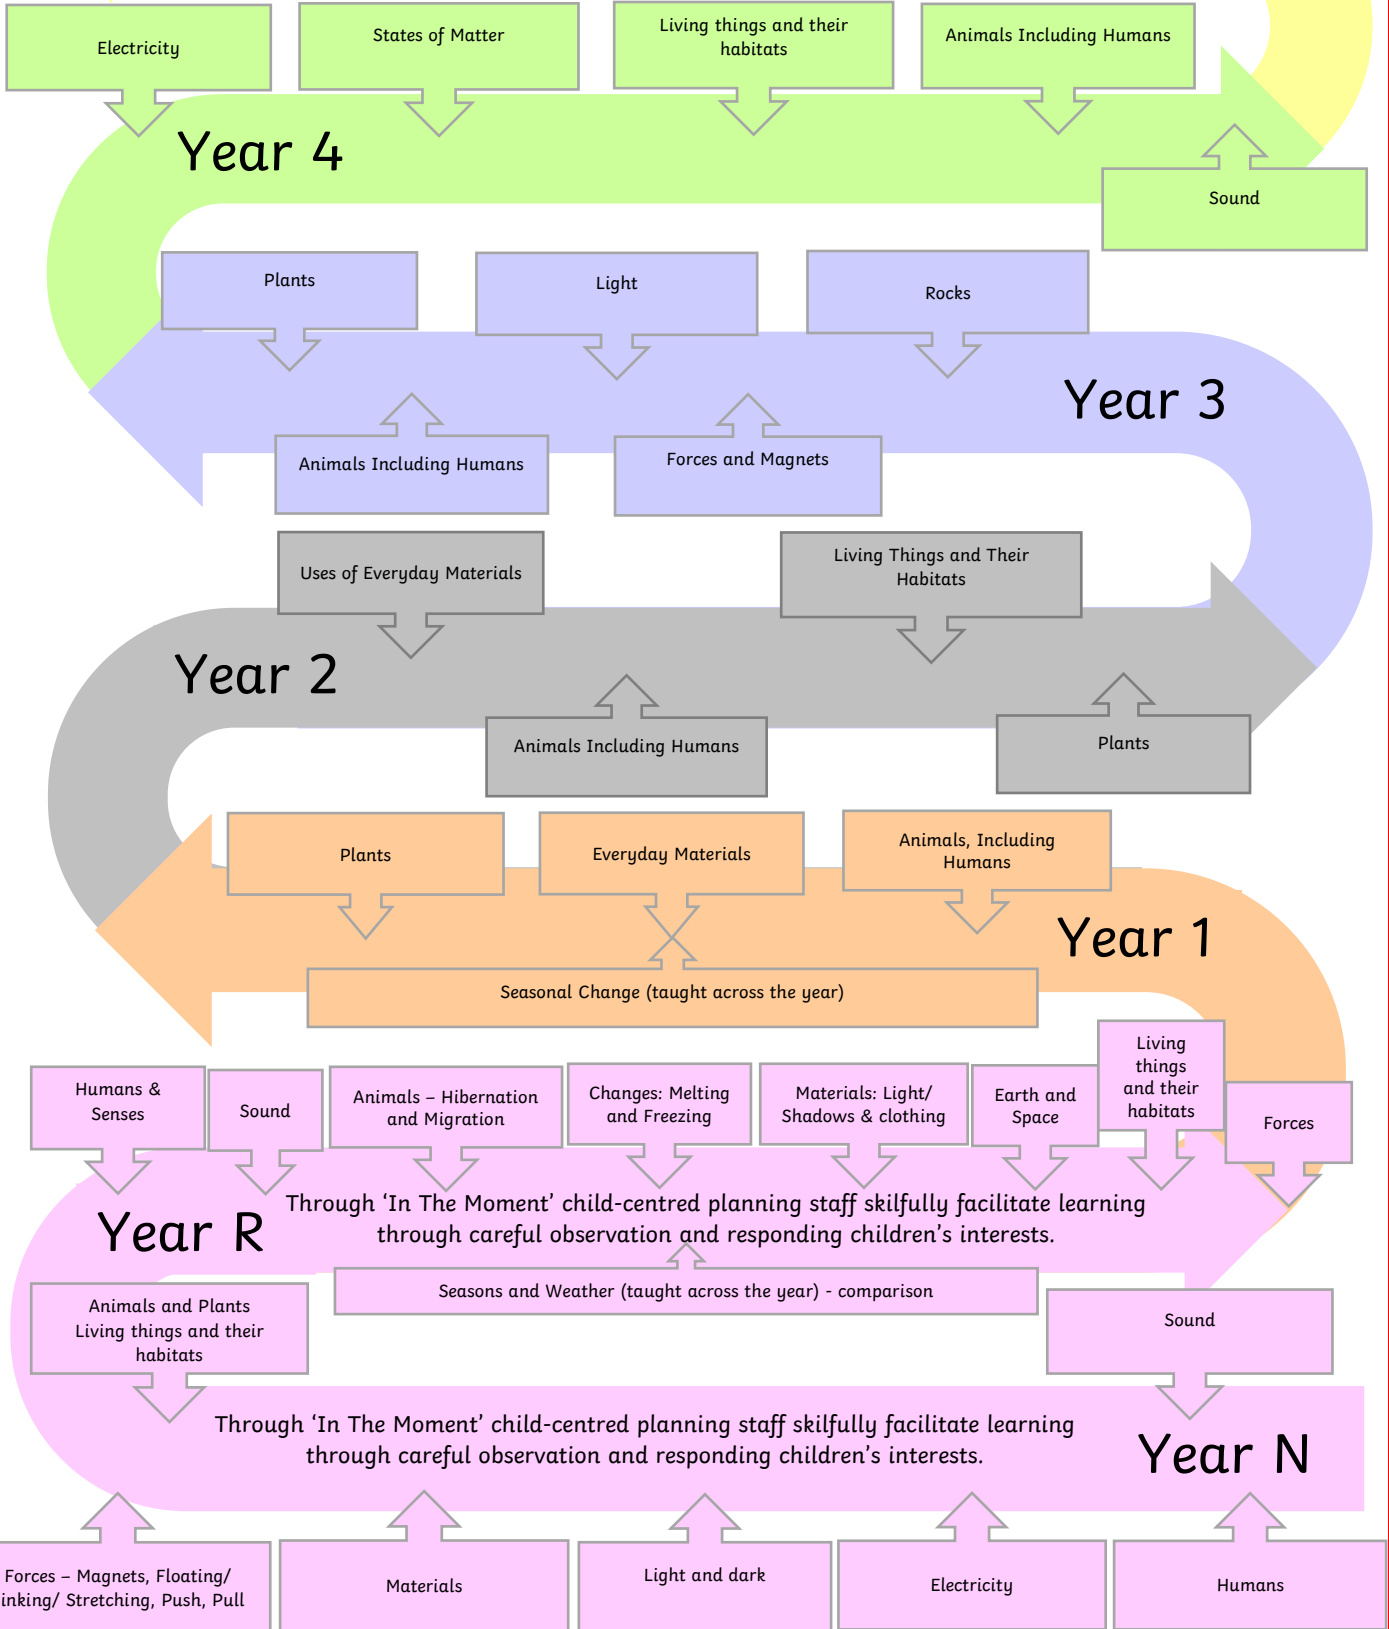 Electricity
States of Matter
Living things and their
habitats
Animals Including Humans
Year 4
Sound
Plants
Light
Rocks
Year 3
Animals Including Humans
Forces and Magnets
Uses of Everyday Materials
Living Things and Their
Habitats
Year 2
Animals Including Humans
Plants
Plants
Everyday Materials
Animals, Including
Humans
Year 1
Seasonal Change (taught across the year)
Humans &
Senses
Sound
Animals – Hibernation
and Migration
Changes: Melting
and Freezing
Materials: Light/
Shadows & clothing
Earth and
Space
Living
things
and their
habitats
Forces
Year R
Through ‘In The Moment’ child-centred planning staff skilfully facilitate learning
through careful observation and responding children’s interests.
Seasons and Weather (taught across the year) - comparison
Animals and Plants
Living things and their
habitats
Sound
Through ‘In The Moment’ child-centred planning staff skilfully facilitate learning
through careful observation and responding children’s interests.
Year N
Forces – Magnets, Floating/
inking/ Stretching, Push, Pull
Materials
Light and dark
Electricity
Humans